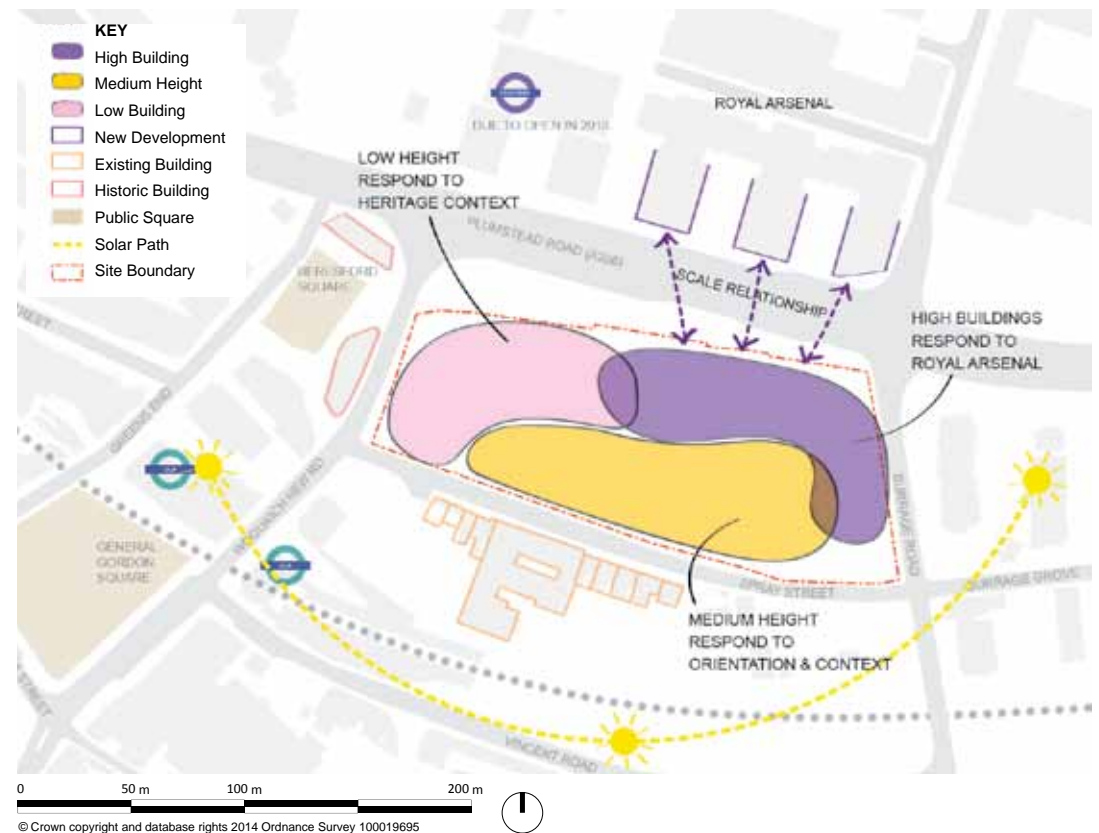 KEY
High Building
Medium Height
Low Building
New Development
Existing Building
Historic Building
Public Square
Solar Path
Site Boundary
ROYAL ARSENAL
DUE TO OPEN IN 2018
LOW HEIGHT
RESPOND TO
HERITAGE CONTEXT
PLUMSTEAD ROAD
BERESFORD
SQUARE
SCALE RELATIONSHIP
HIGH BUILDINGS
RESPOND TO
ROYAL ARSENAL
STREET
GREENS END
WOOLWICH NEW RD
GENERAL
GORDON
SQUARE
BURRAGE ROAD
SPRAY STREET
BURRAGE GROVE
MEDIUM HEIGHT
RESPOND TO
ORIENTATION & CONTEXT
STREET
VINCENT ROAD
0 50 m 100 m 200 m
© Crown copyright and database rights 2014 Ordnance Survey 100019695